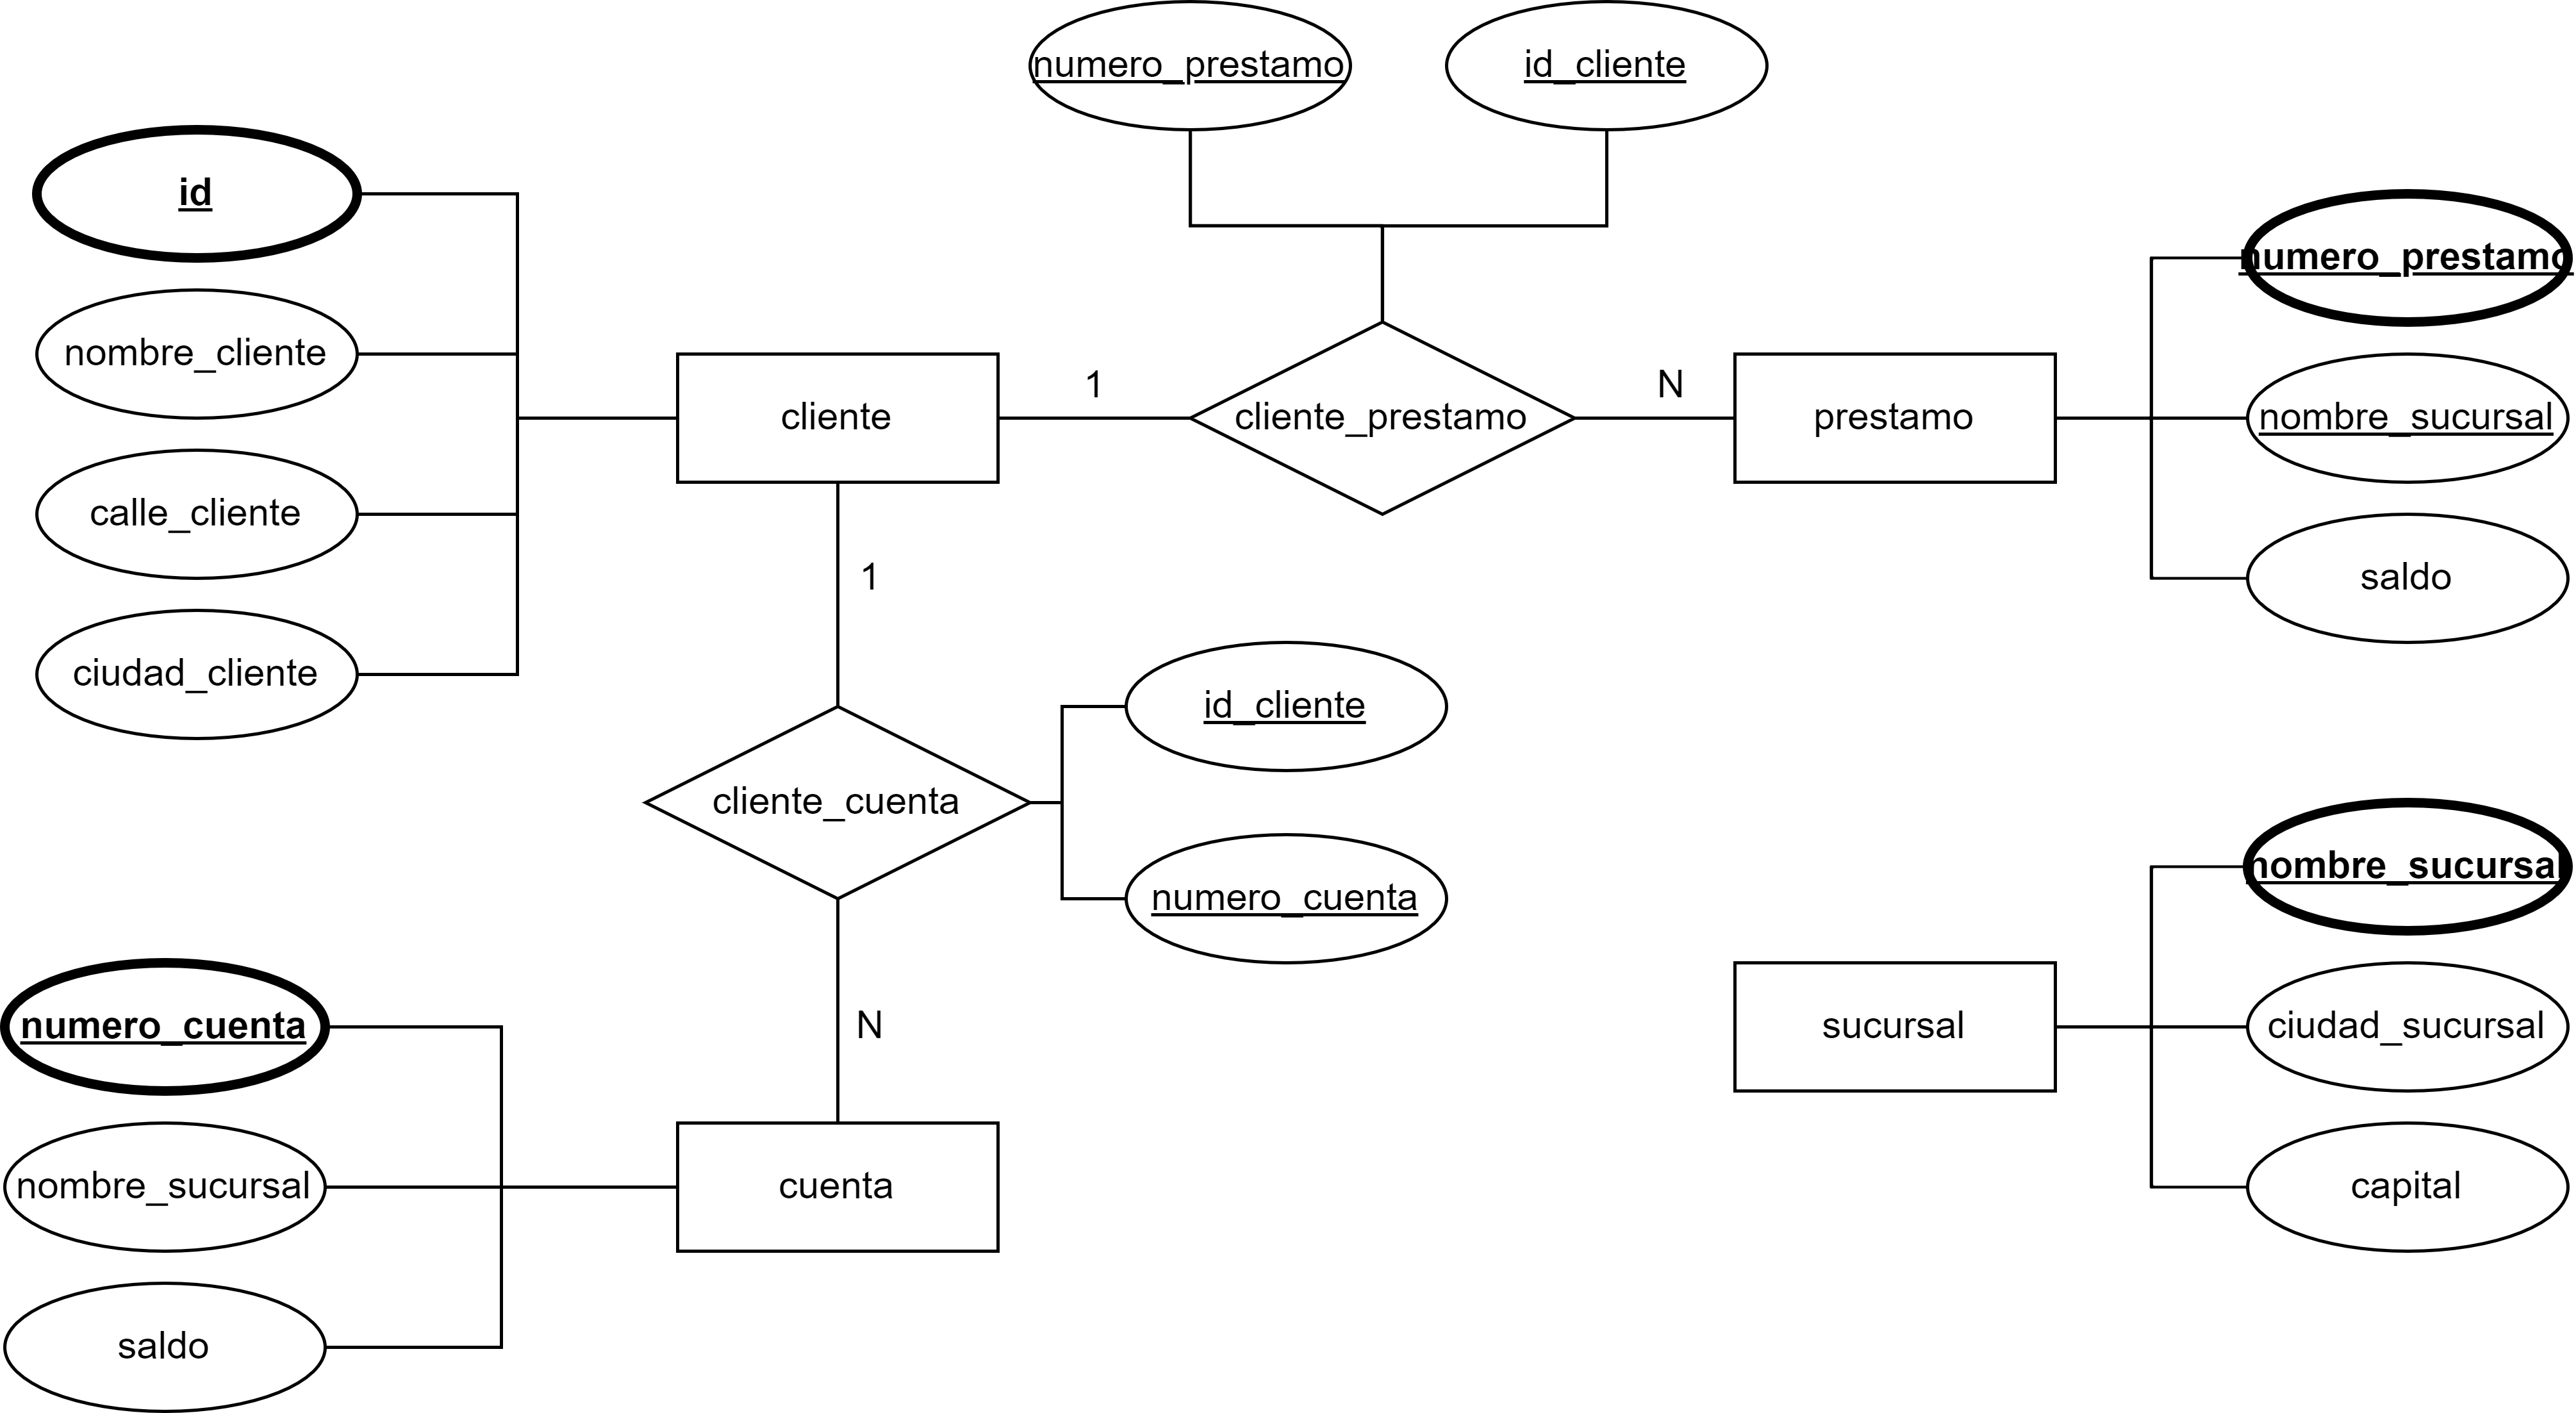 numero_prestamo
id_cliente
id
numero_prestamo
nombre_cliente
cliente
1
cliente_prestamo
N
prestamo
nombre_sucursal
calle_cliente
1
saldo
ciudad_cliente
id_cliente
cliente_cuenta
nombre_sucursal
numero_cuenta
numero_cuenta
N
sucursal
ciudad_sucursal
nombre_sucursal
cuenta
capital
saldo